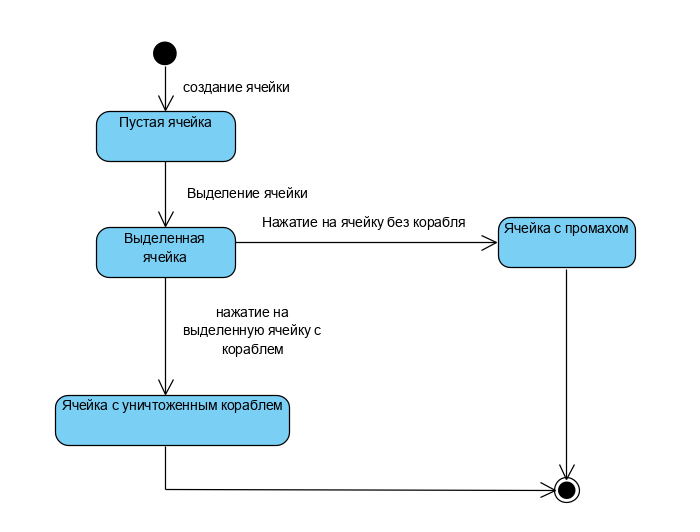 создание ячейки
Пустая ячейка
Выделение ячейки
Нажатие на ячейку без корабля
Ячейка с промахом
Выделенная
ячейка
нажатие на
выделенную ячейку с
кораблем
Ячейка с уничтоженным кораблем